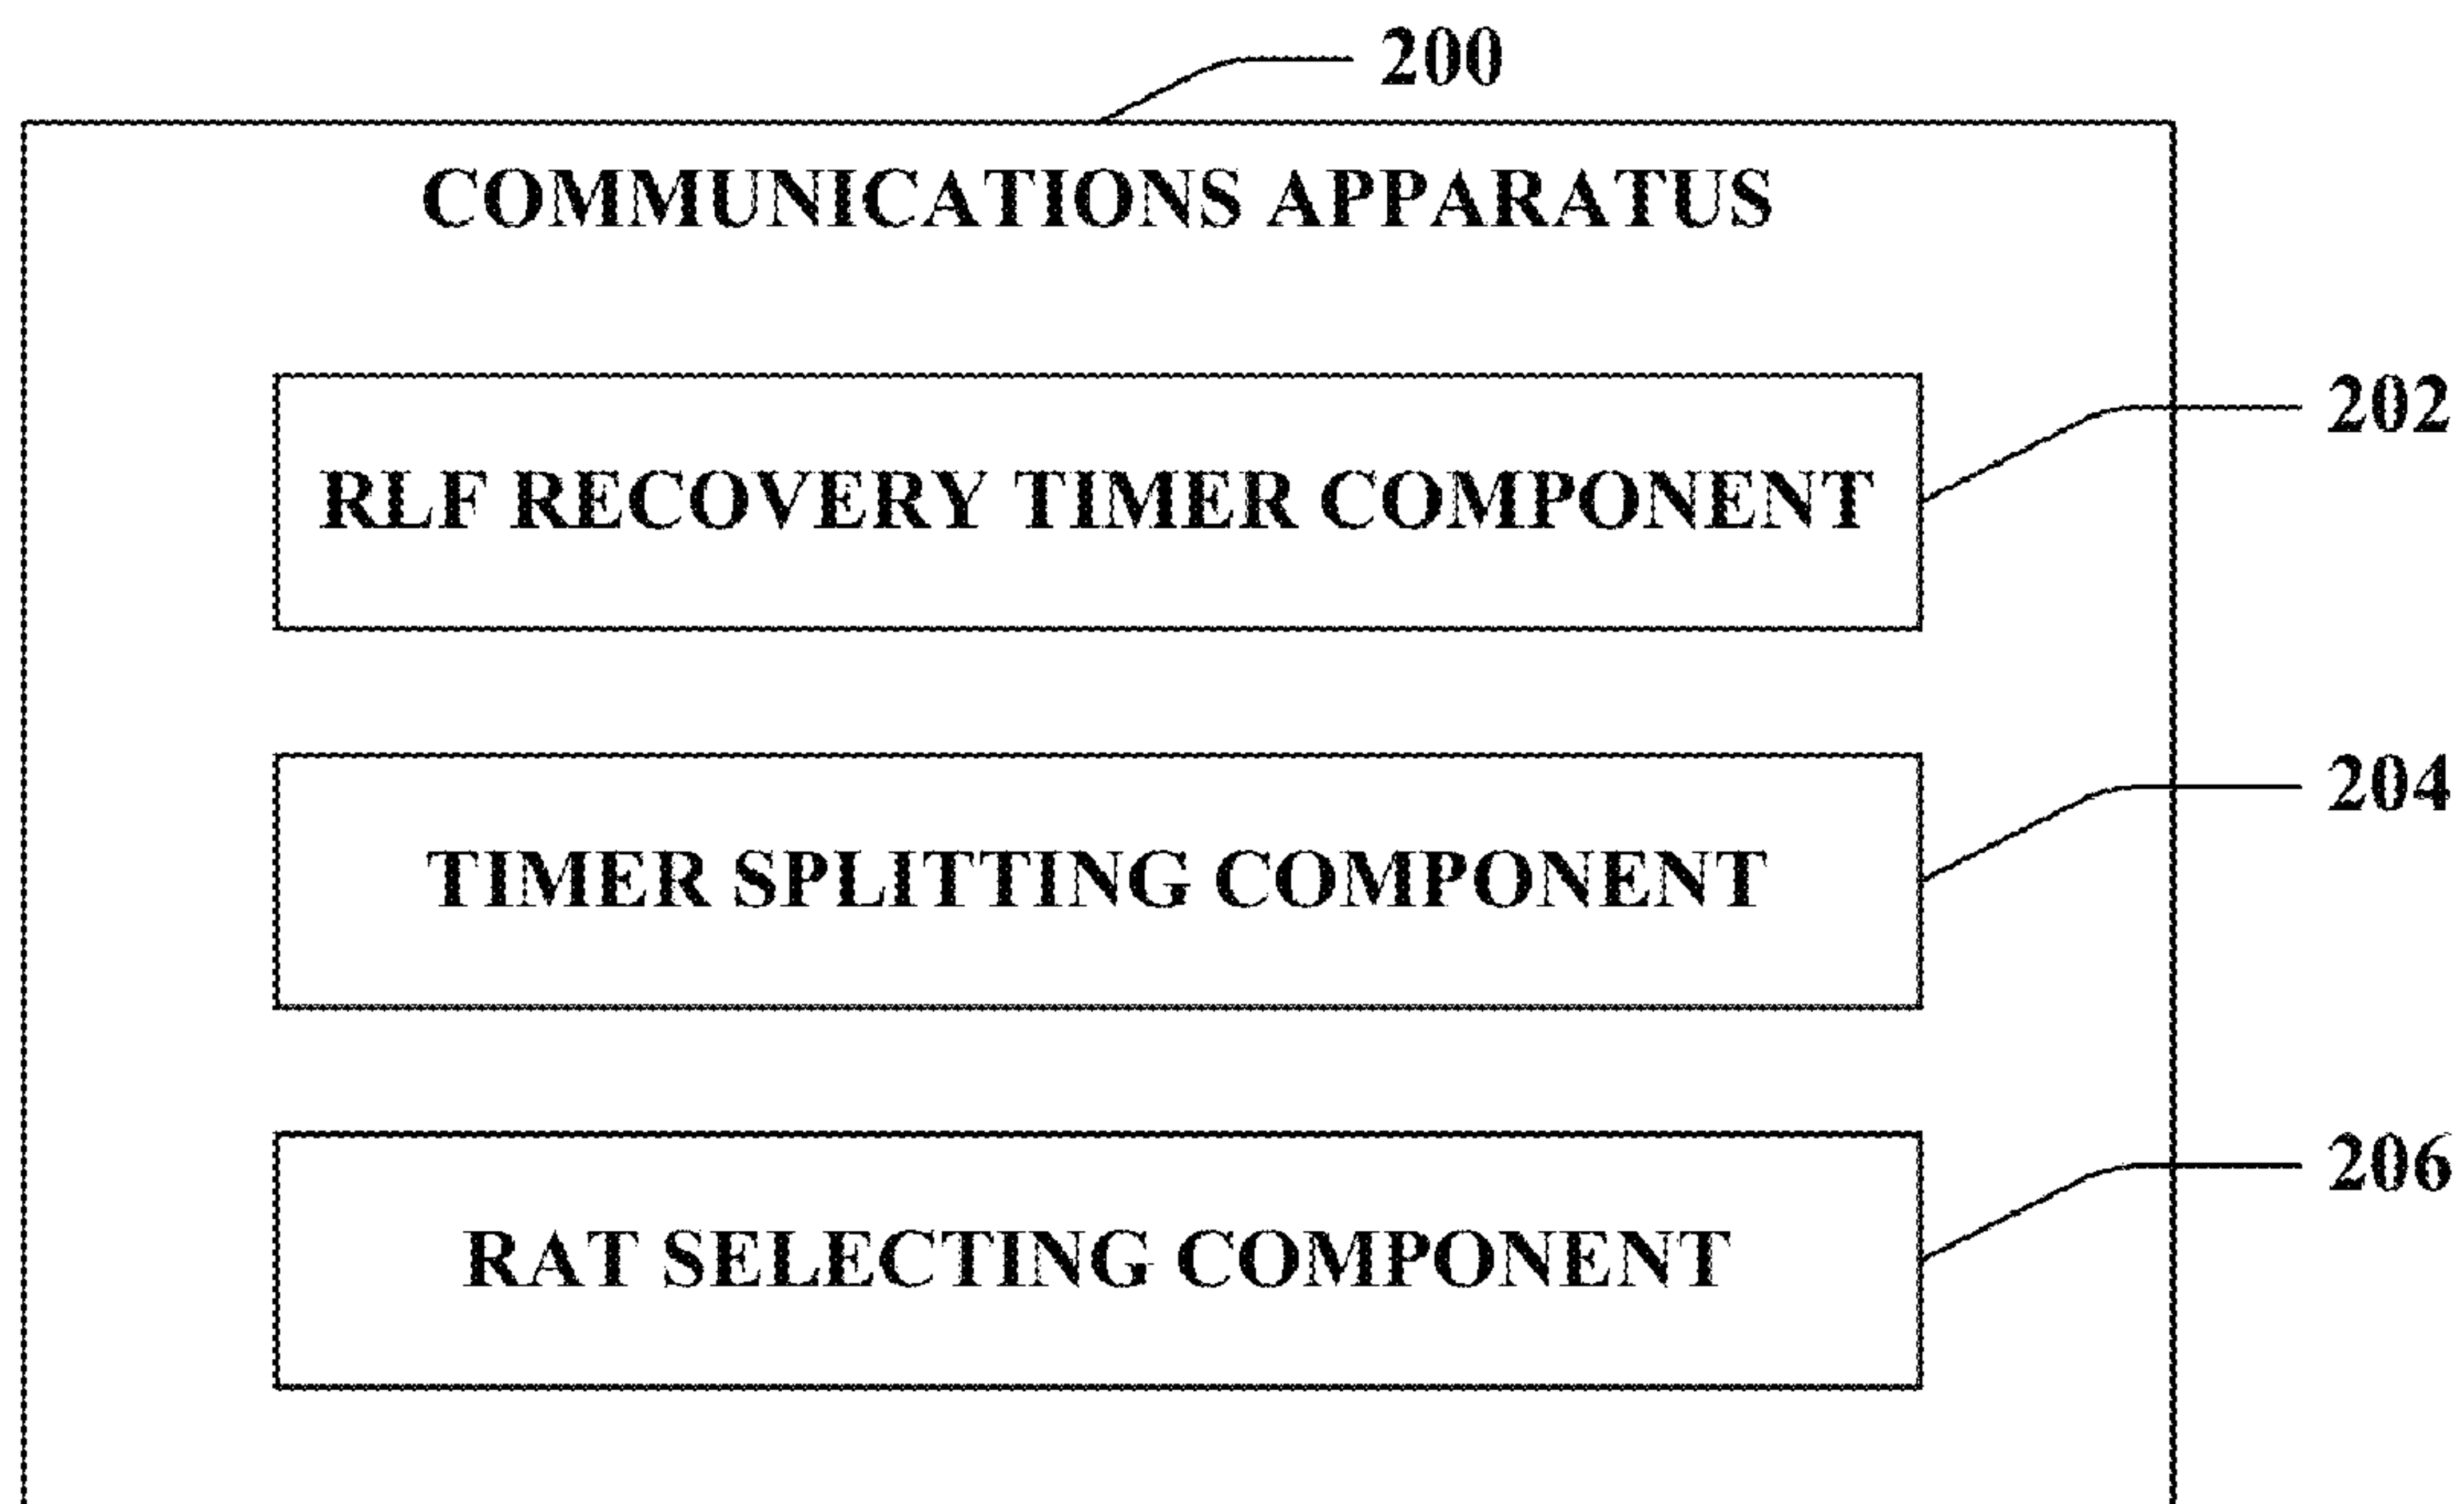 200
COMMUNICATIONS APPARATUS
202
RLF RECOVERY TIMER COMPONENT
204
TIMER SPLITTING COMPONENT
206
RAT SELECTING COMPONENT